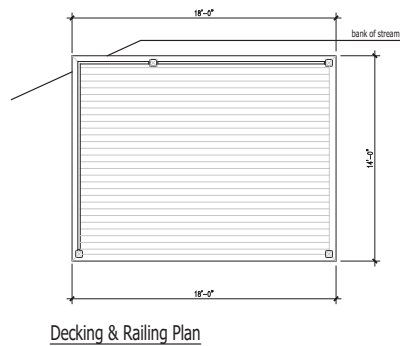 18'-0"
bank of stream
14'-0"
18'-0"
Decking & Railing Plan